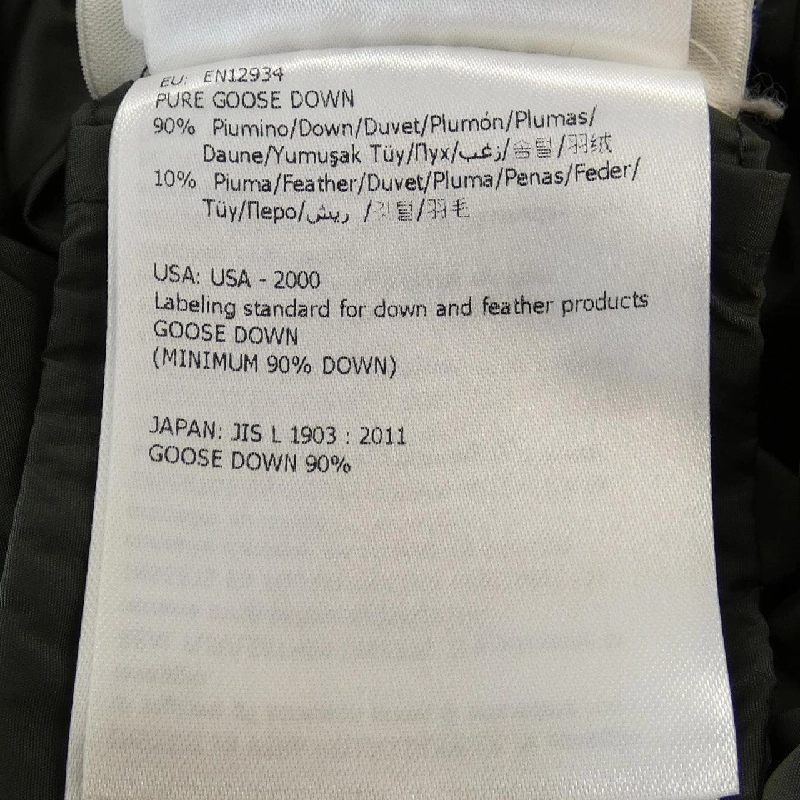 EU: EN12934
PURE GOOSE DOWN
90% Piumino/Down/Duvet/Plumón/Plumas/
Daune/Yumuşak Tüy/Пух/زغب/솜털/羽绒
10% Piuma/Feather/Duvet/Pluma/Penas/Feder/
Tüy/Перо/ريش /깃털/羽毛
USA: USA - 2000
Labeling standard for down and feather products
GOOSE DOWN
(MINIMUM 90% DOWN)
JAPAN: JIS L 1903 : 2011
GOOSE DOWN 90%